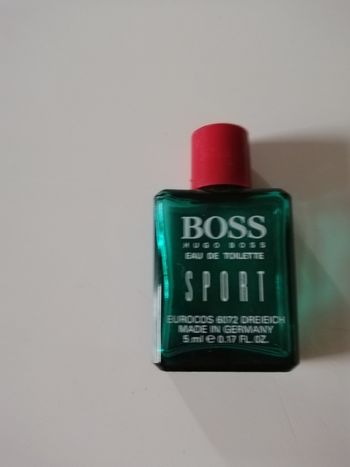 BOSS
HUGO BOSS
EAU DE TOILETTE
SPORT
EUROCOS 6072 DREIEICH
MADE IN GERMANY
5 ml ℮ 0.17 FL. OZ.